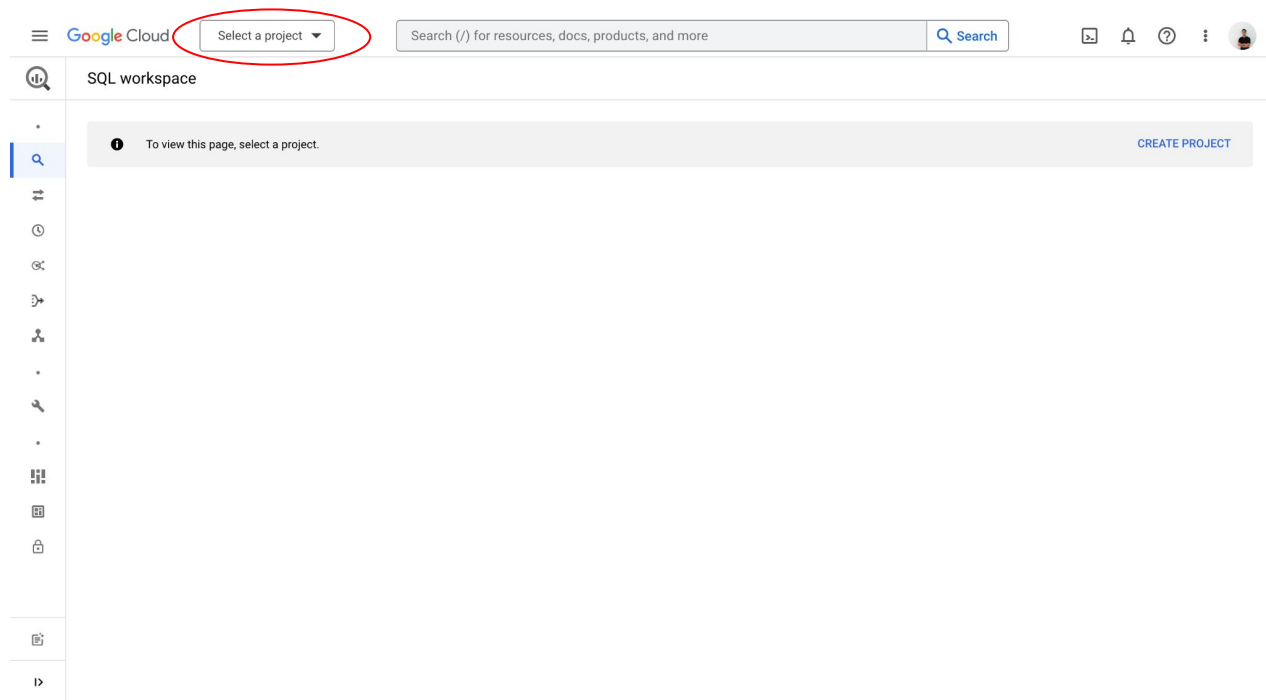 Google Cloud
Select a project
Search (/) for resources, docs, products, and more
Search
SQL workspace
To view this page, select a project.
CREATE PROJECT